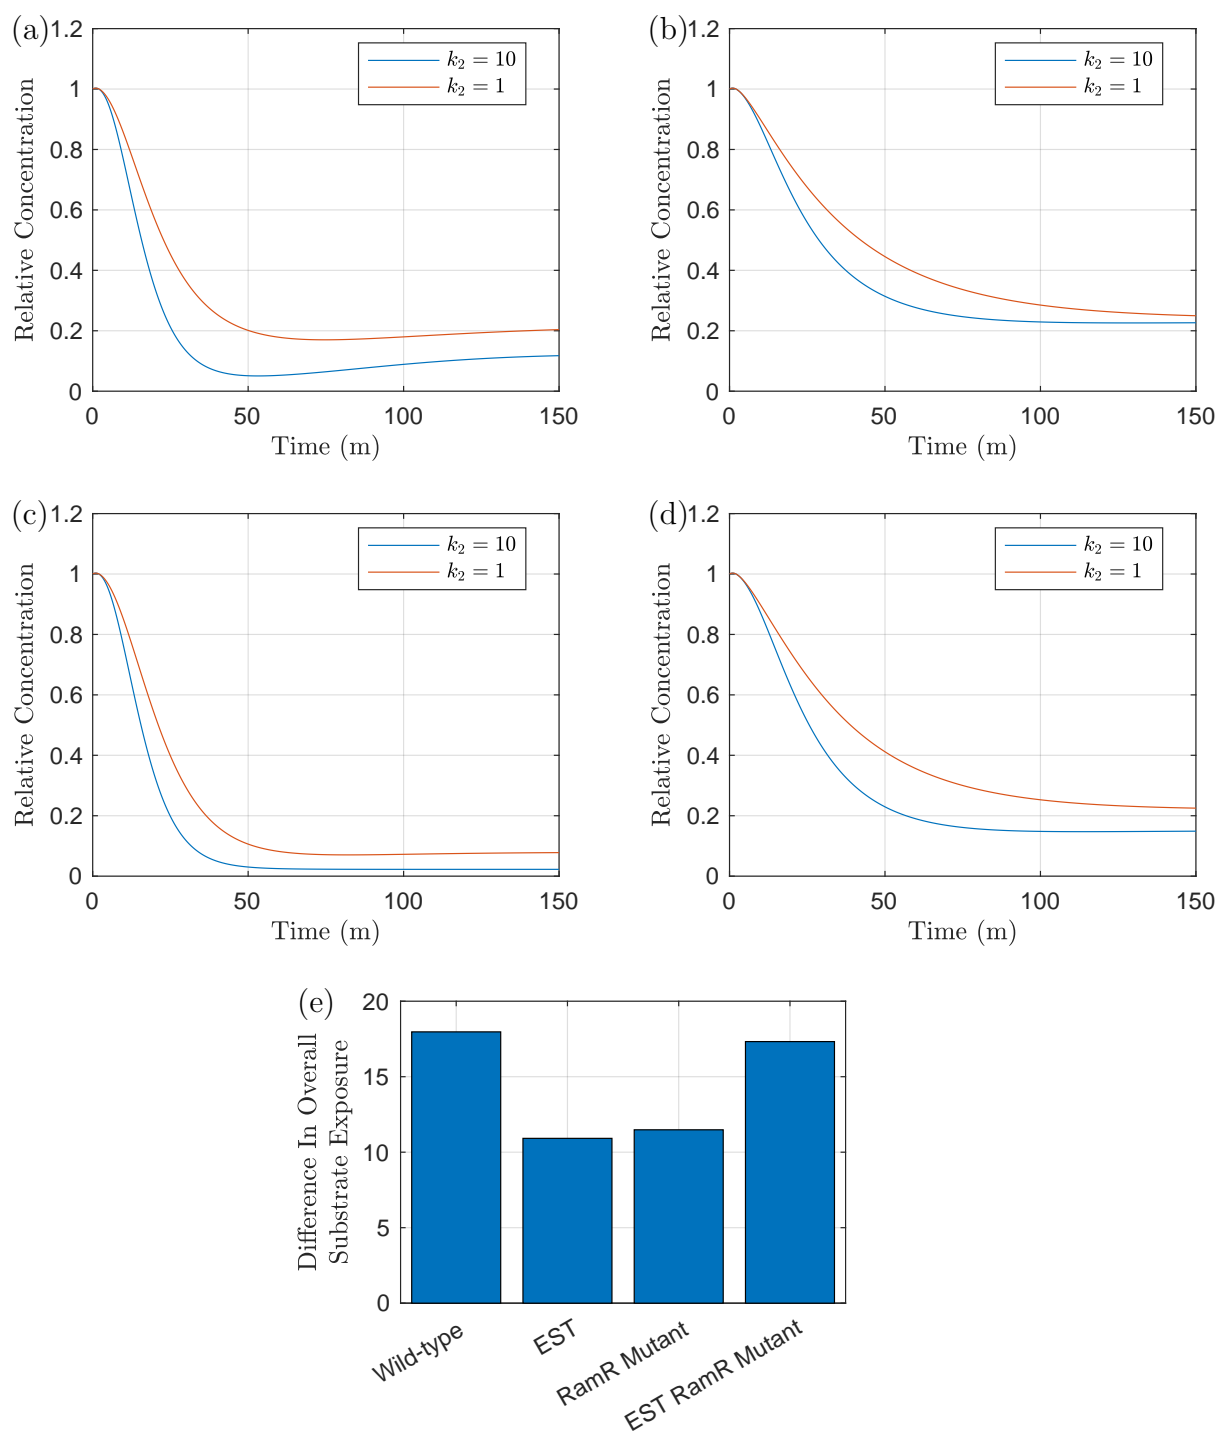 (a)
1.2
1
0.8
0.6
0.4
0.2
0
Relative Concentration
k₂ = 10
k₂ = 1
0 50 100 150
Time (m)
(b)
1.2
1
0.8
0.6
0.4
0.2
0
Relative Concentration
k₂ = 10
k₂ = 1
0 50 100 150
Time (m)
(c)
1.2
1
0.8
0.6
0.4
0.2
0
Relative Concentration
k₂ = 10
k₂ = 1
0 50 100 150
Time (m)
(d)
1.2
1
0.8
0.6
0.4
0.2
0
Relative Concentration
k₂ = 10
k₂ = 1
0 50 100 150
Time (m)
(e)
20
15
10
5
0
Difference In Overall
Substrate Exposure
Wild-type
EST
RamR Mutant
EST RamR Mutant